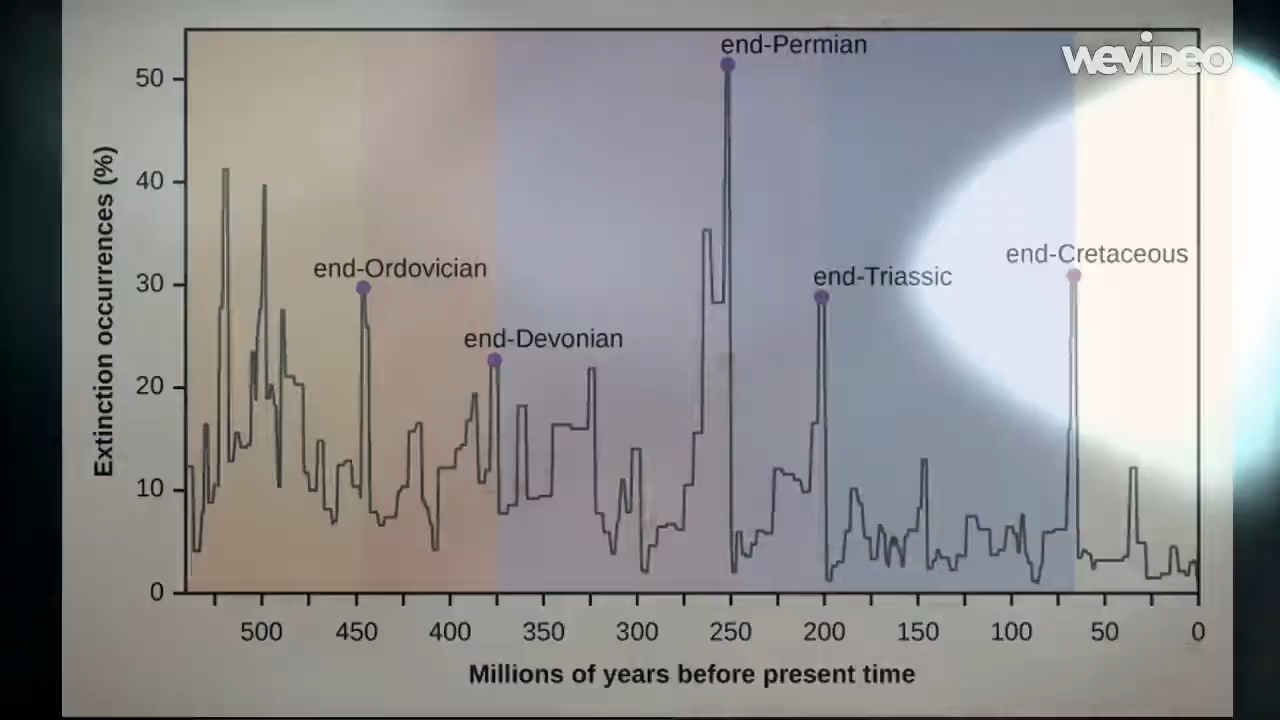 end-Permian
WEVIDEO
50
40
30
20
10
0
Extinction occurrences (%)
end-Ordovician
end-Devonian
end-Triassic
end-Cretaceous
500 450 400 350 300 250 200 150 100 50 0
Millions of years before present time